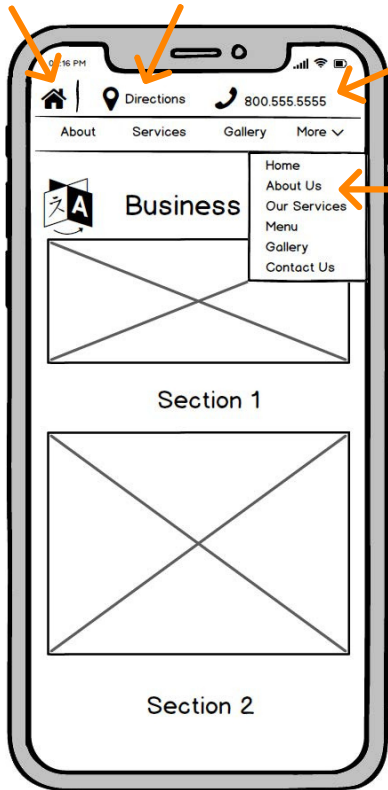 PM
Directions 800.555.5555
About Services Gallery More
Home
About Us
Our Services
Menu
Gallery
Contact Us
A Business
Section 1
Section 2